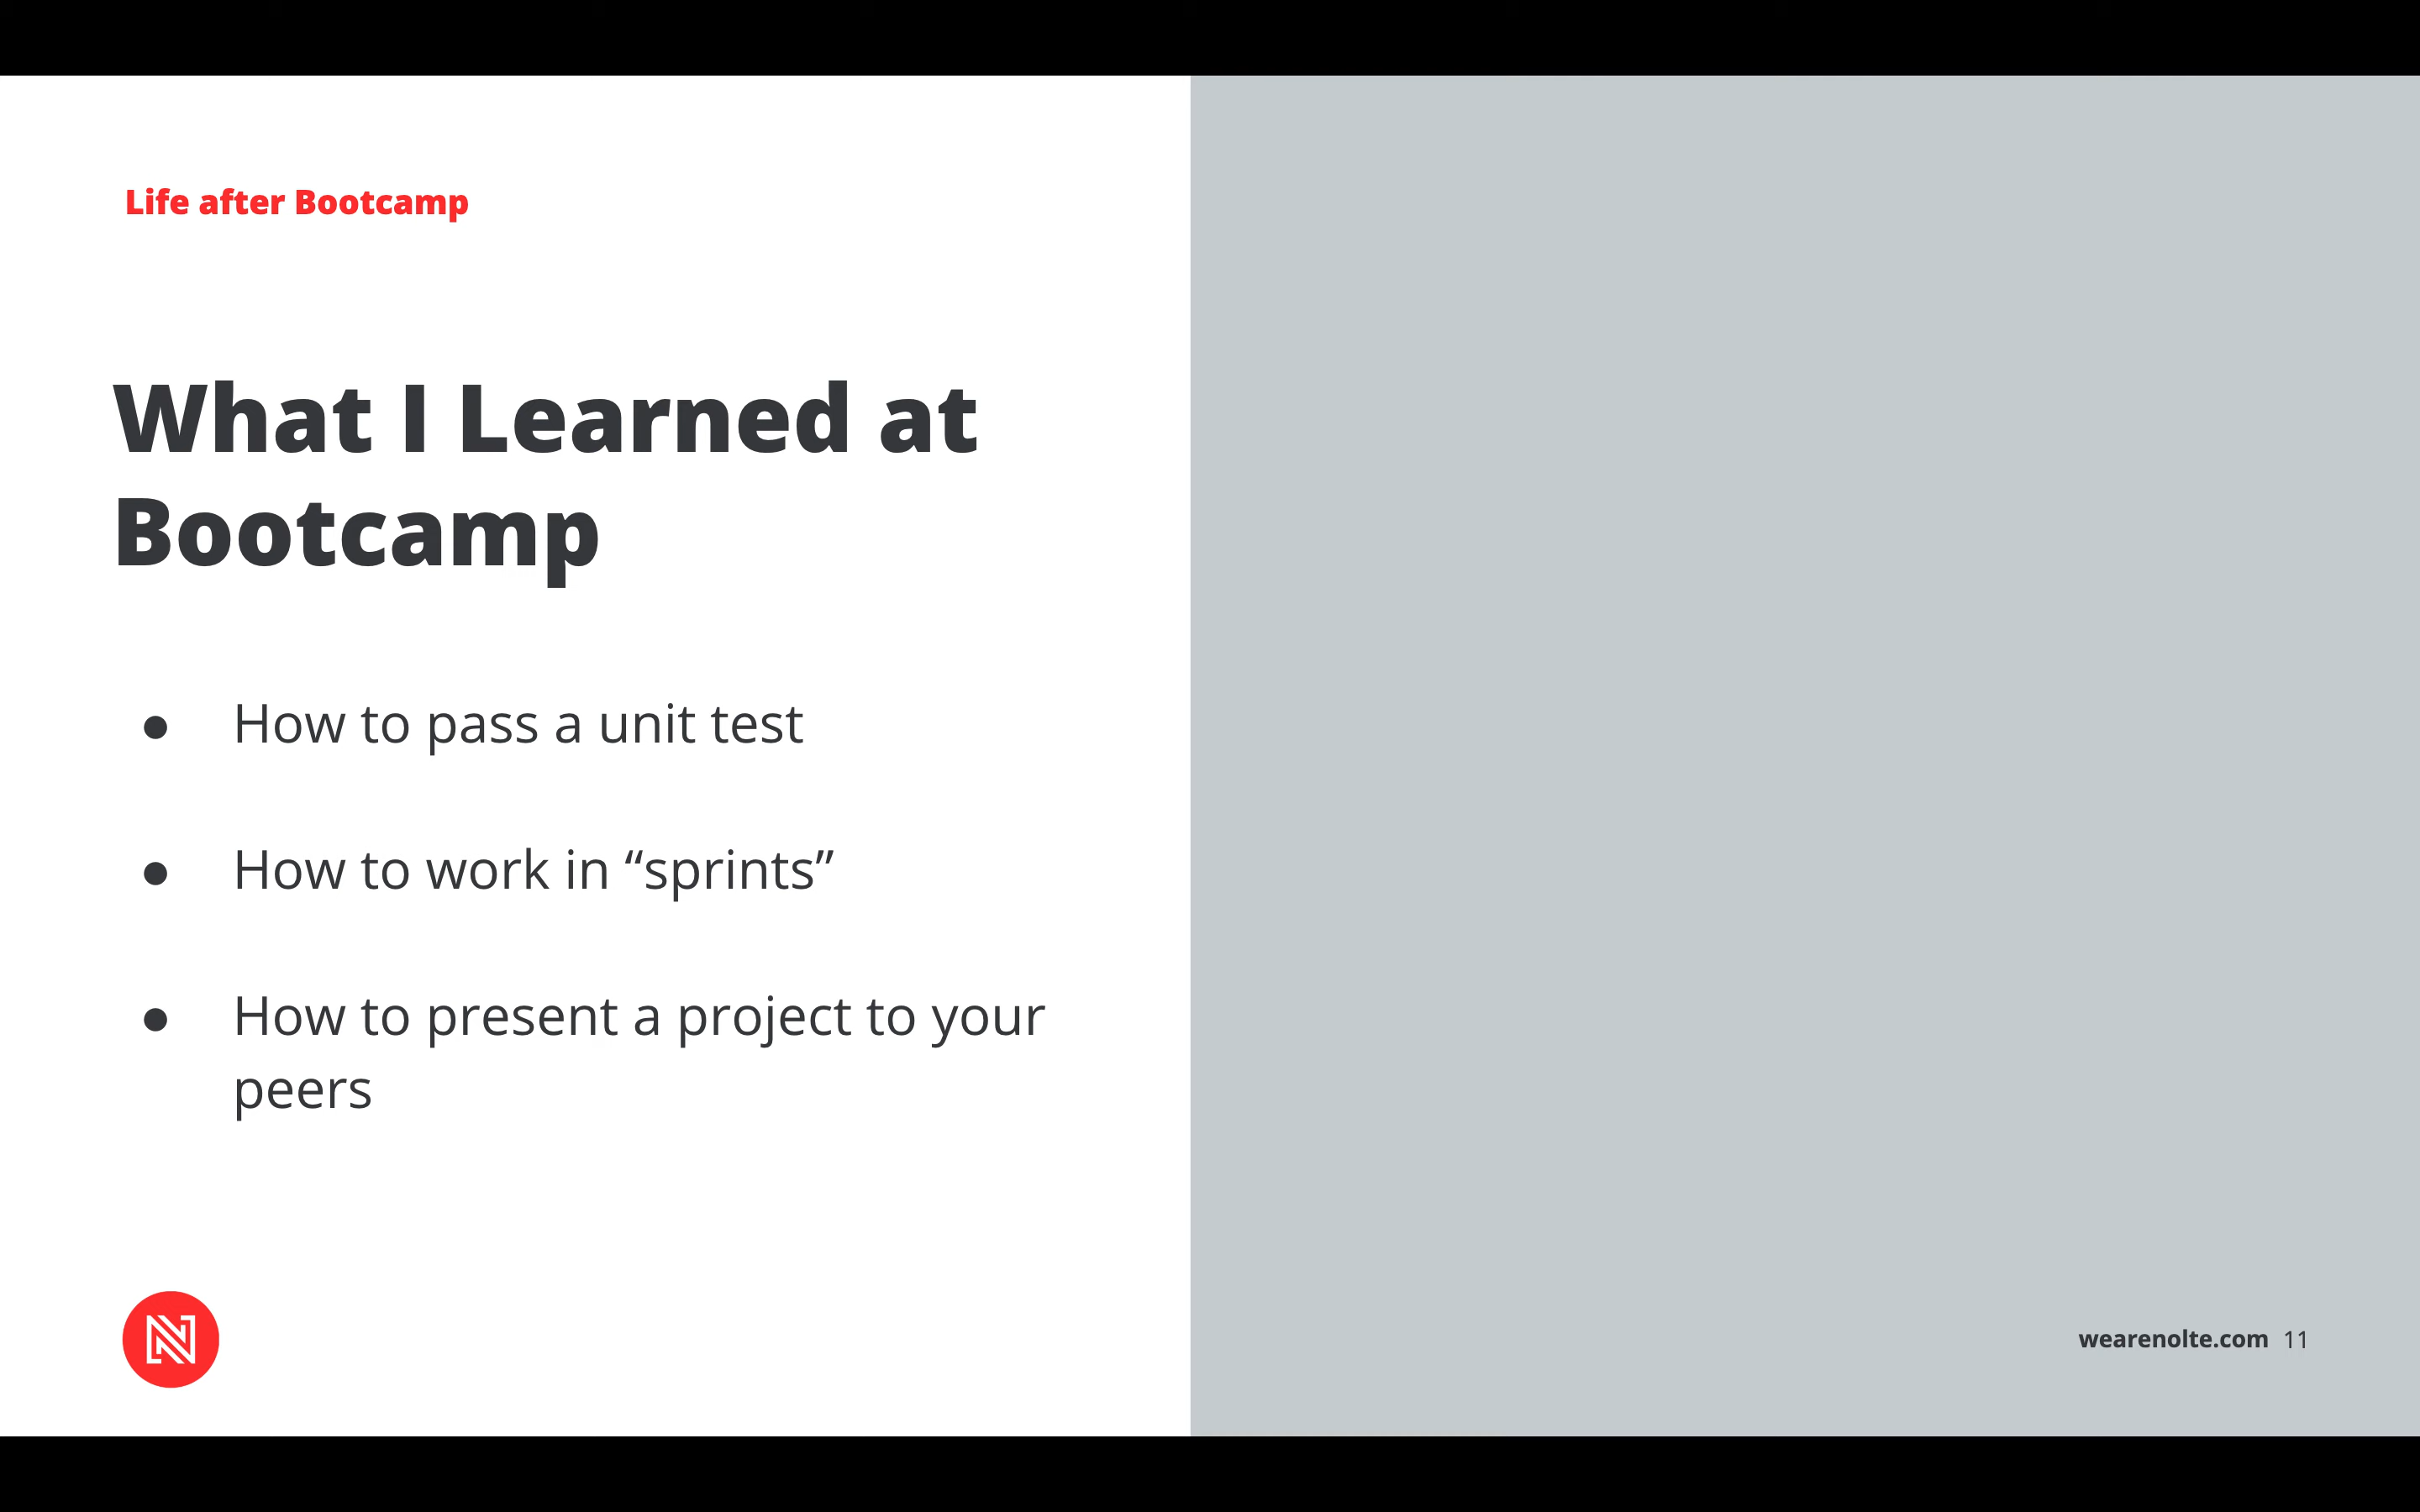 Life after Bootcamp
What I Learned at
Bootcamp
● How to pass a unit test
● How to work in “sprints”
● How to present a project to your
peers
N
wearenolte.com 11